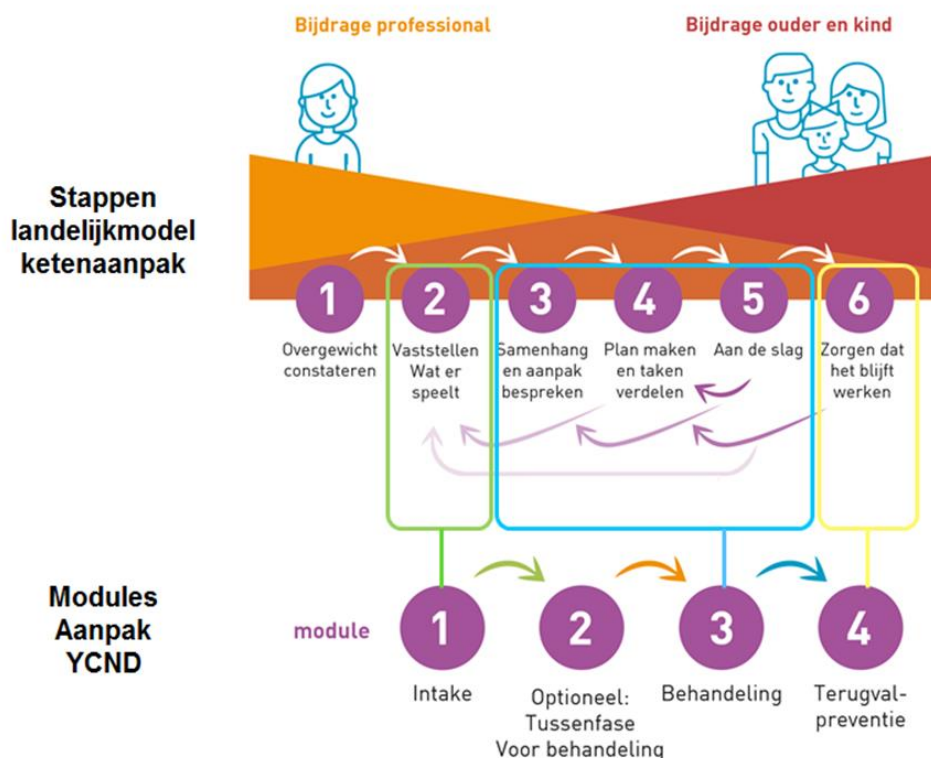 Bijdrage professional
Bijdrage ouder en kind
Stappen
landelijkmodel
ketenaanpak
1
2
3
4
5
6
Overgewicht
constateren
Vaststellen
Wat er
speelt
Samenhang
en aanpak
bespreken
Plan maken
en taken
verdelen
Aan de slag
Zorgen dat
het blijft
werken
Modules
Aanpak
YCND
module
1
2
3
4
Intake
Optioneel:
Tussenfase
Voor behandeling
Behandeling
Terugval-
preventie